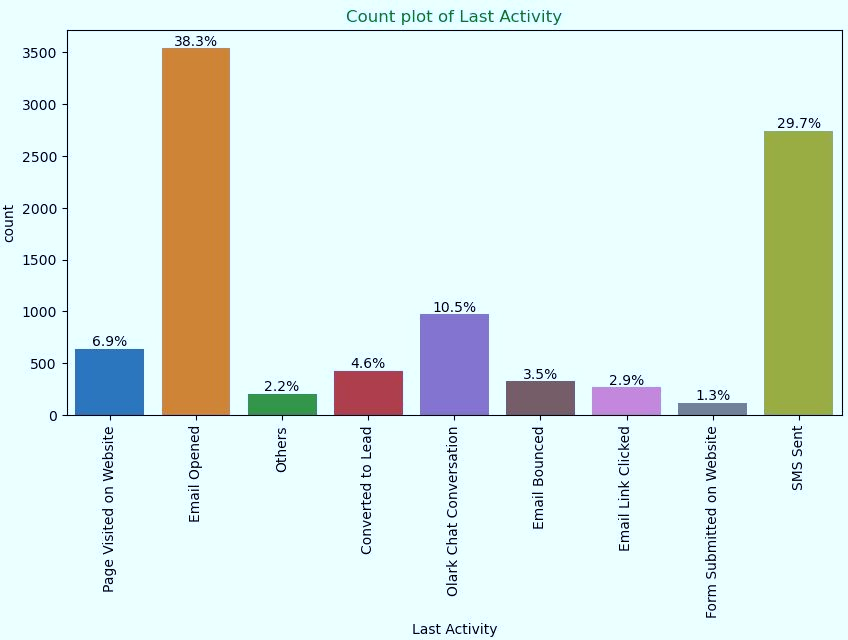 Count plot of Last Activity
count
3500
3000
2500
2000
1500
1000
500
0
6.9%
38.3%
2.2%
4.6%
10.5%
3.5%
2.9%
1.3%
29.7%
Page Visited on Website
Email Opened
Others
Converted to Lead
Olark Chat Conversation
Email Bounced
Email Link Clicked
Form Submitted on Website
SMS Sent
Last Activity